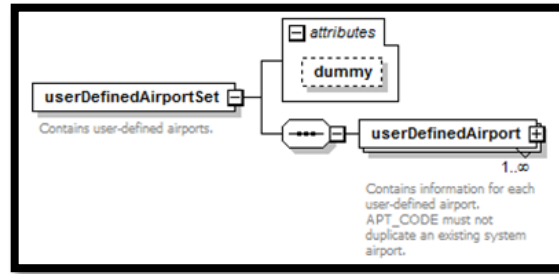 attributes
dummy
userDefinedAirportSet
Contains user-defined airports.
userDefinedAirport
1..∞
Contains information for each
user-defined airport.
APT_CODE must not
duplicate an existing system
airport.